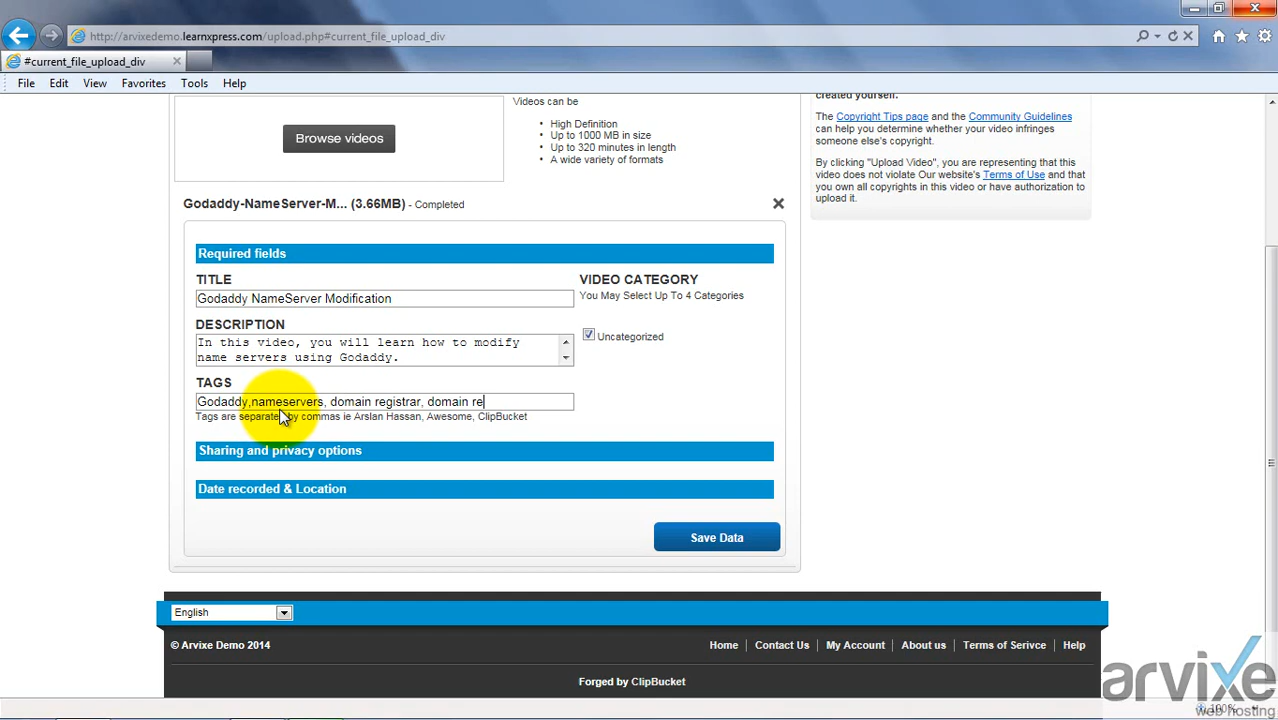 http://arvixedemo.learnxpress.com/upload.php#current_file_upload_div
#current_file_upload_div
File Edit View Favorites Tools Help
Browse videos
Videos can be
High Definition
Up to 1000 MB in size
Up to 320 minutes in length
A wide variety of formats
created yourself.
The Copyright Tips page and the Community Guidelines
can help you determine whether your video infringes
someone else's copyright.
By clicking "Upload Video", you are representing that this
video does not violate Our website's Terms of Use and that
you own all copyrights in this video or have authorization to
upload it.
Godaddy-NameServer-M... (3.66MB) - Completed
Required fields
TITLE
Godaddy NameServer Modification
DESCRIPTION
In this video, you will learn how to modify
name servers using Godaddy.
TAGS
Godaddy,nameservers, domain registrar, domain re
Tags are separated by commas ie Arslan Hassan, Awesome, ClipBucket
VIDEO CATEGORY
You May Select Up To 4 Categories
Uncategorized
Sharing and privacy options
Date recorded & Location
Save Data
English
© Arvixe Demo 2014
Home Contact Us My Account About us Terms of Serivce Help
Forged by ClipBucket
arvixe
web hosting
100%